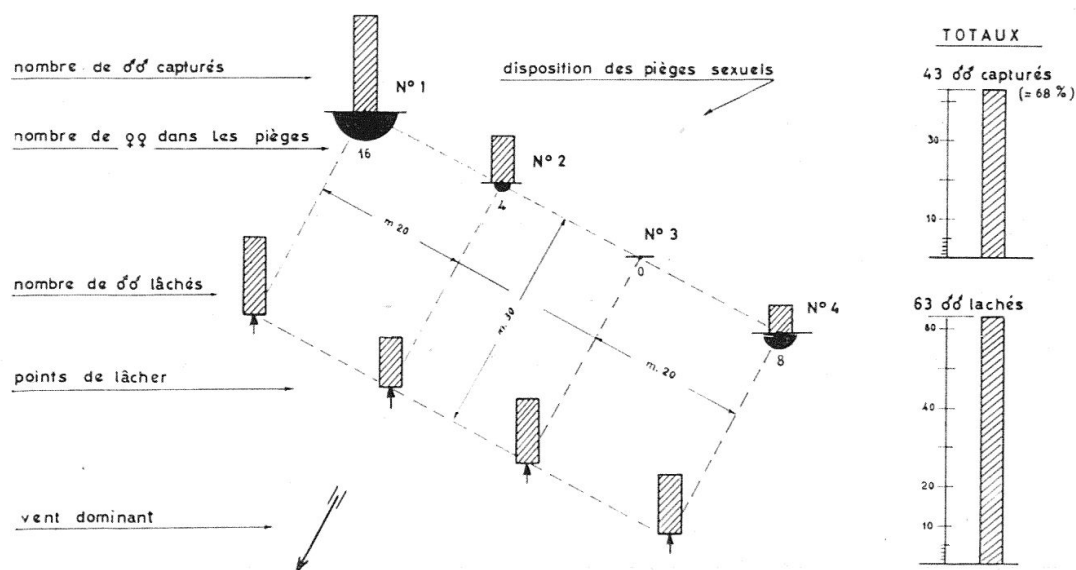 nombre de ♂♂ capturés
nombre de ♀♀ dans les pièges
nombre de ♂♂ lâchés
points de lâcher
vent dominant
disposition des pièges sexuels
N° 1
16
N° 2
4
N° 3
0
N° 4
8
m. 20
m. 30
m. 20
TOTAUX
43 ♂♂ capturés
(= 68 %)
30
10
63 ♂♂ lachés
60
40
20
10